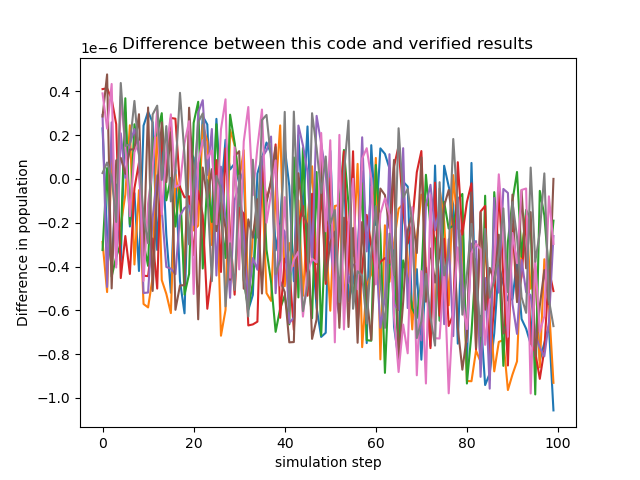 Difference between this code and verified results
1e−6
0.4
0.2
0.0
−0.2
−0.4
−0.6
−0.8
−1.0
Difference in population
0 20 40 60 80 100
simulation step